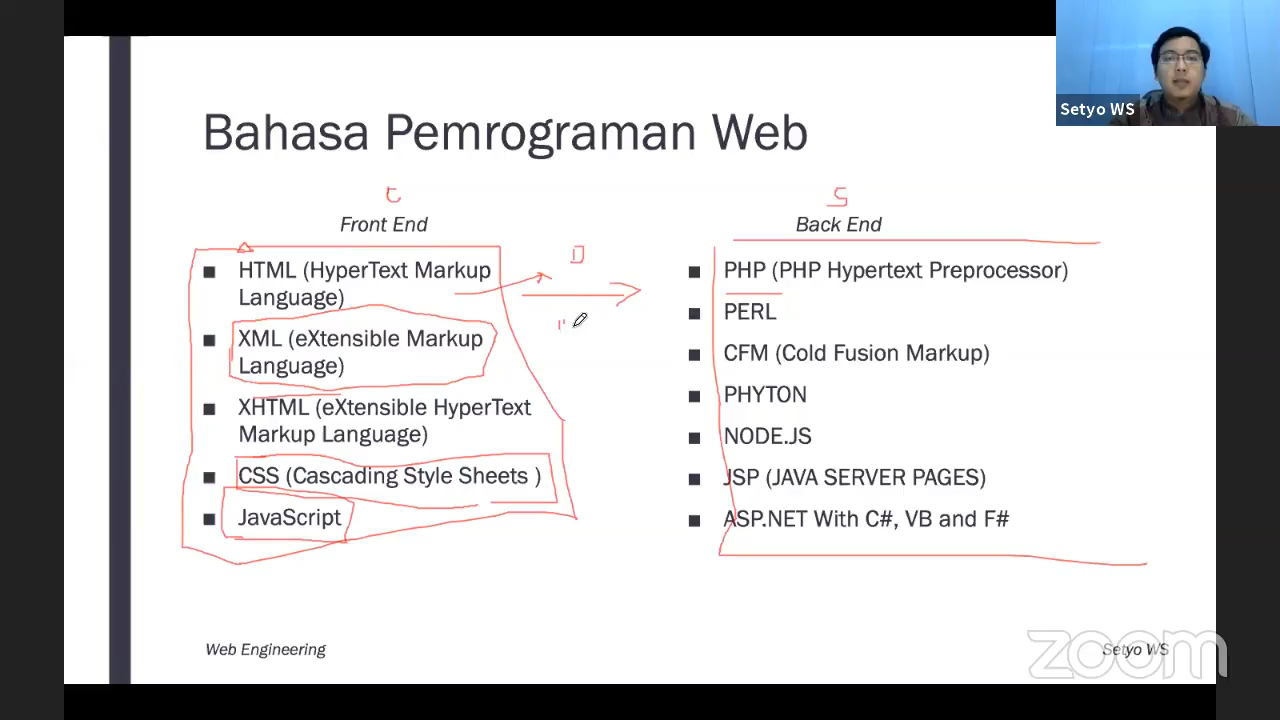 Setyo WS
Bahasa Pemrograman Web
C
S
Front End
Back End
D
HTML (HyperText Markup
Language)
XML (eXtensible Markup
Language)
XHTML (eXtensible HyperText
Markup Language)
CSS (Cascading Style Sheets )
JavaScript
PHP (PHP Hypertext Preprocessor)
PERL
CFM (Cold Fusion Markup)
PHYTON
NODE.JS
JSP (JAVA SERVER PAGES)
ASP.NET With C#, VB and F#
Web Engineering
Setyo WS
zoom